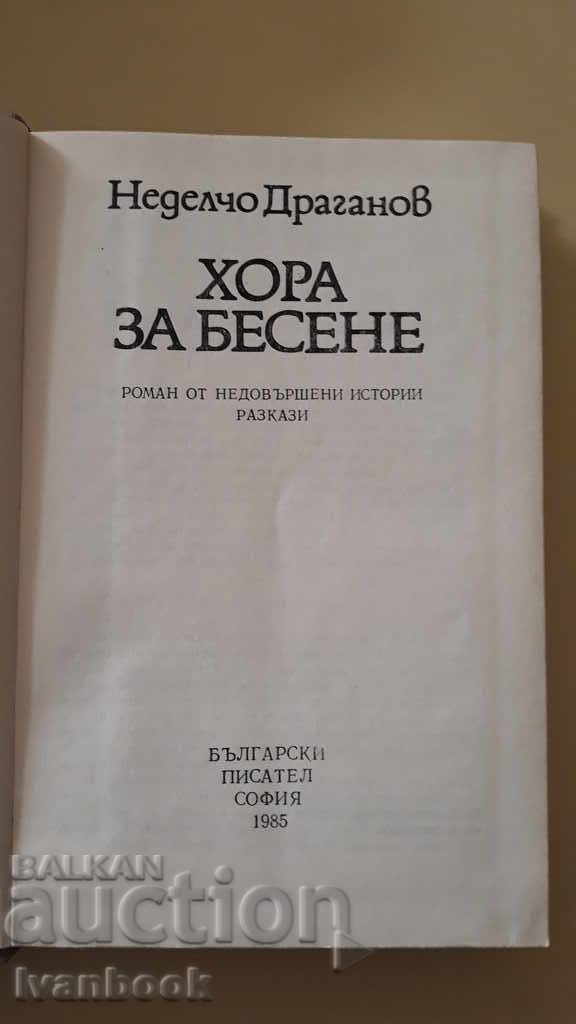 Неделчо Драганов
ХОРА
ЗА БЕСЕНЕ
РОМАН ОТ НЕДОВЪРШЕНИ ИСТОРИИ
РАЗКАЗИ
БЪЛГАРСКИ
ПИСАТЕЛ
СОФИЯ
1985
BALKAN
auction
Ivanbook